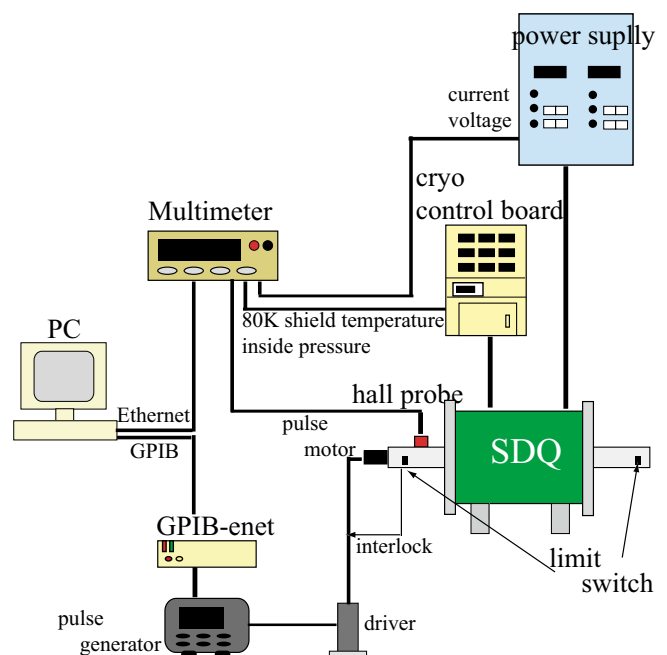 power suplly
current
voltage
cryo
control board
Multimeter
80K shield temperature
inside pressure
PC
hall probe
Ethernet
GPIB
pulse
motor
SDQ
GPIB-enet
interlock
limit
switch
pulse
generator
driver